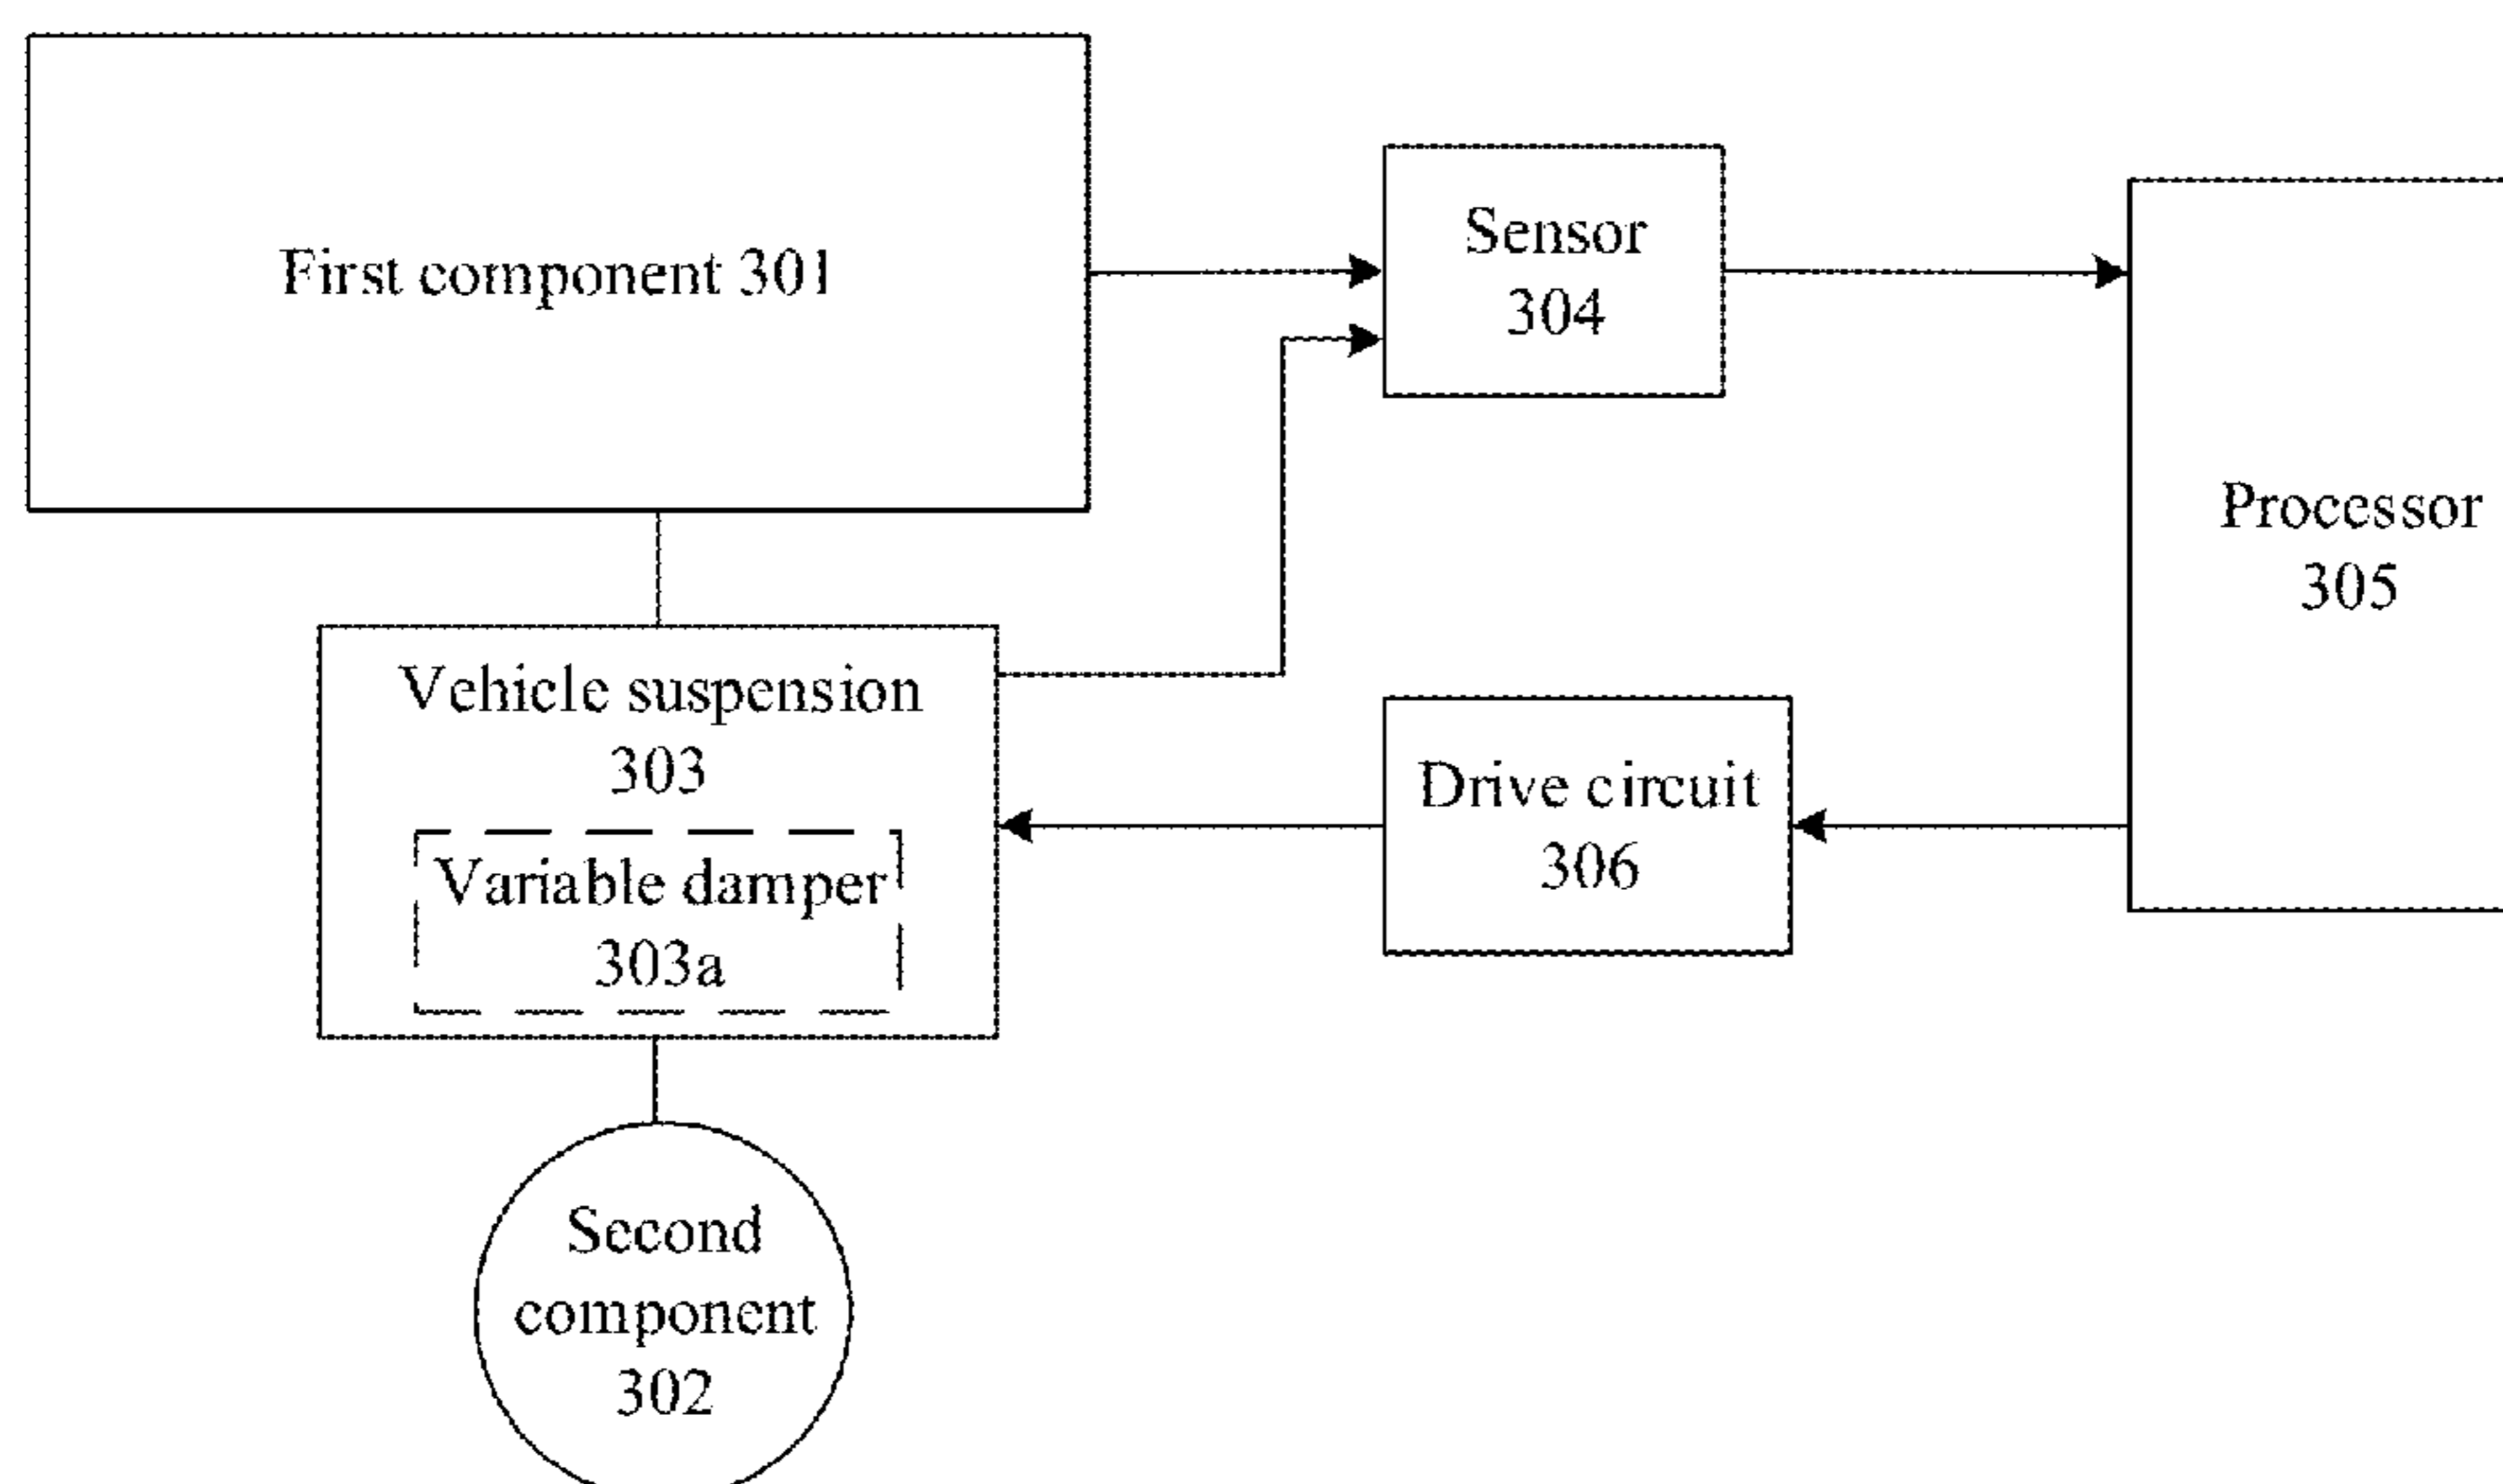 First component 301
Sensor
304
Processor
305
Vehicle suspension
303
Variable damper
303a
Drive circuit
306
Second
component
302